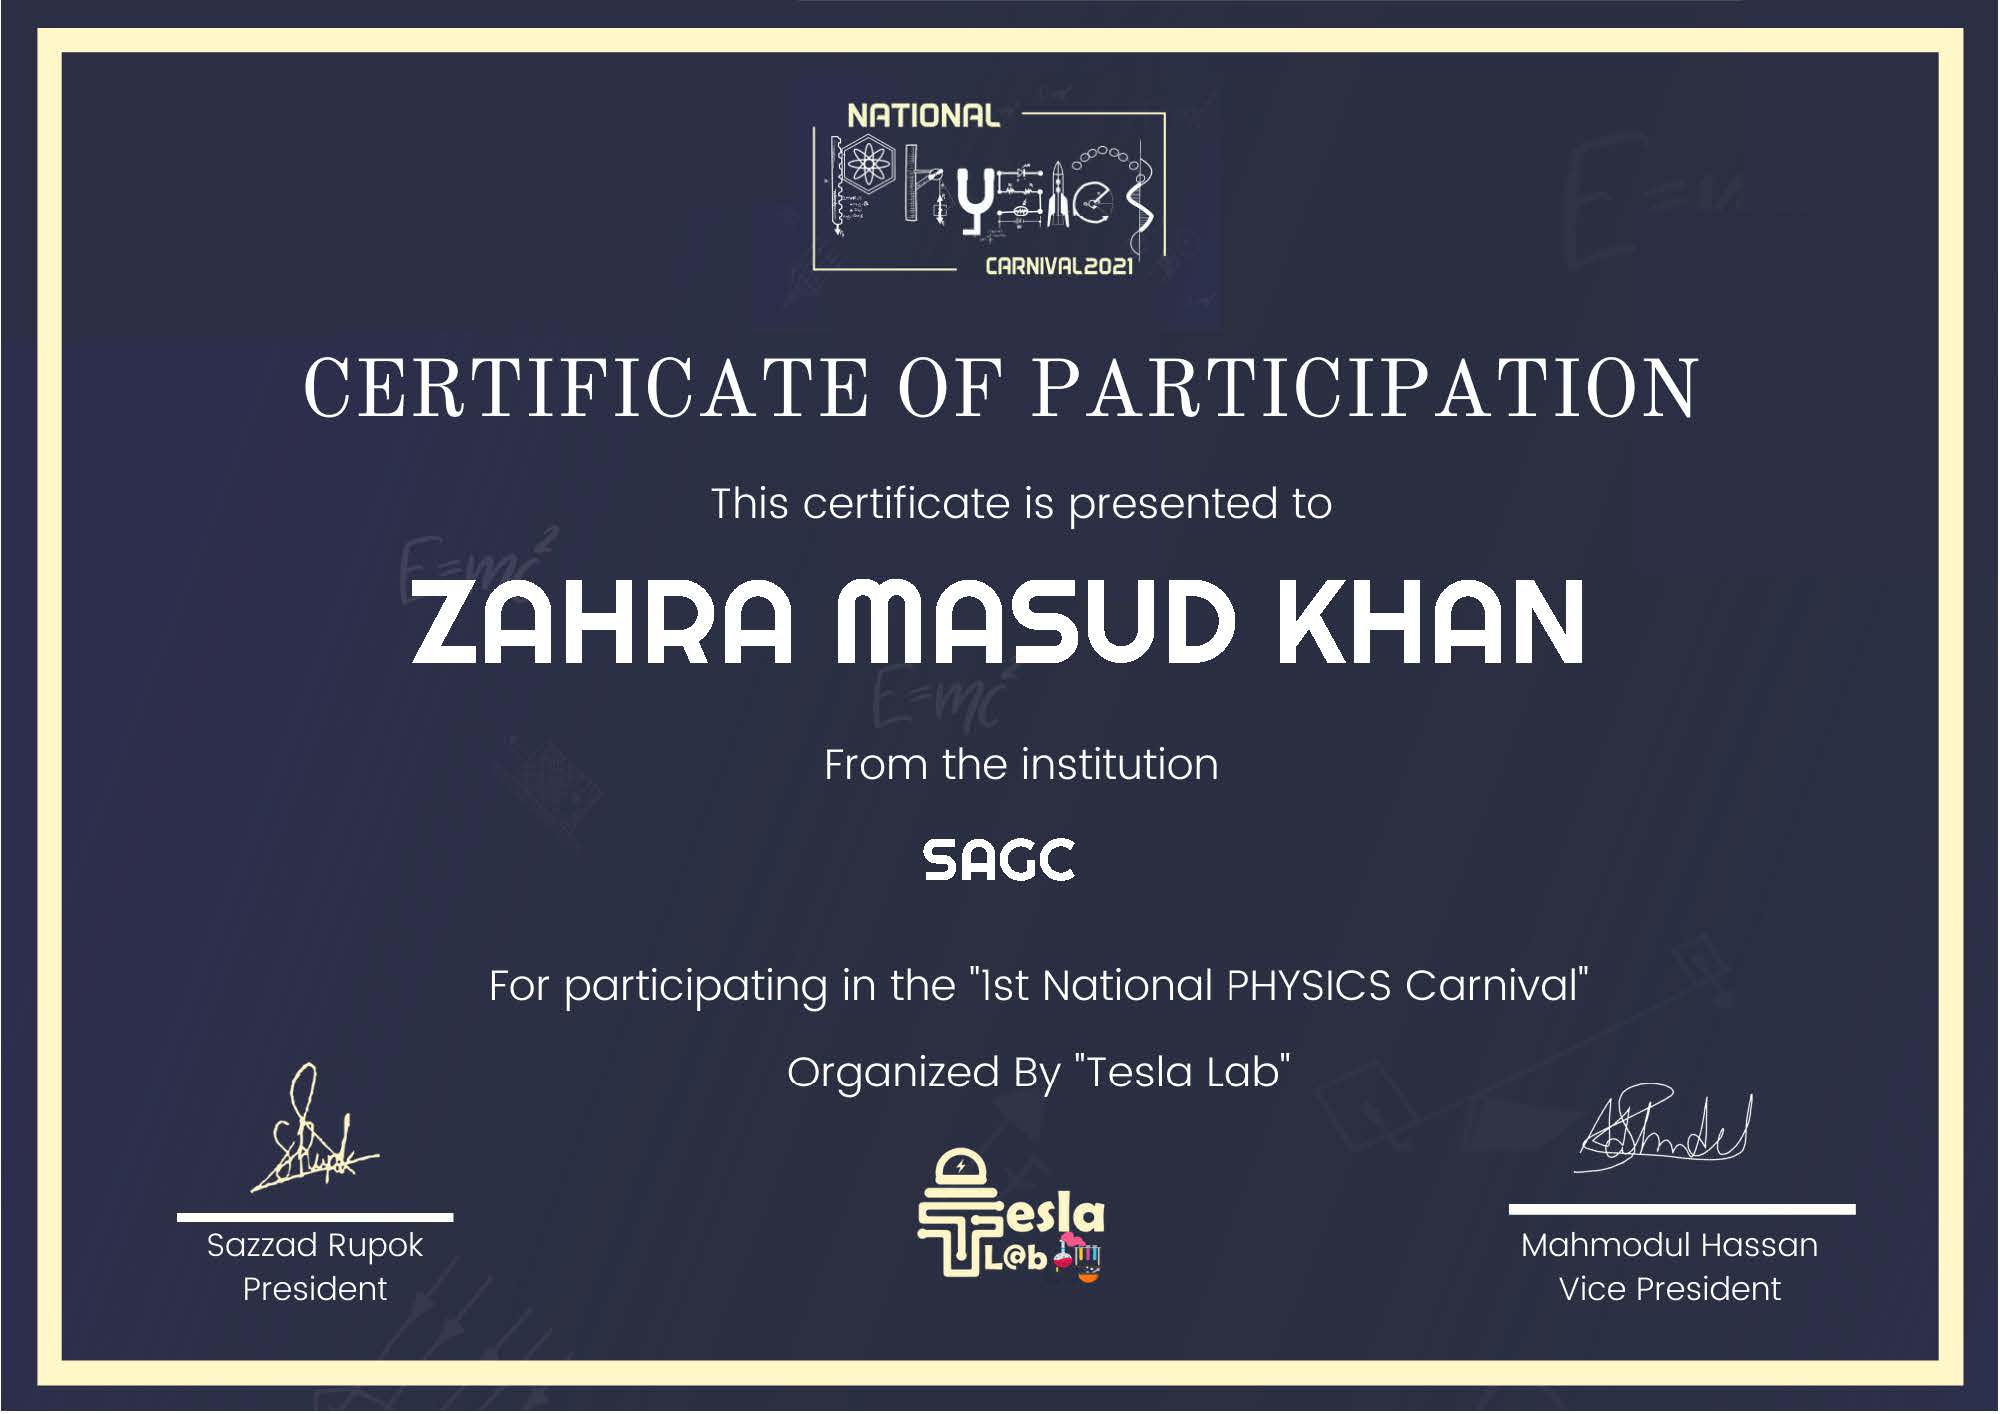 NATIONAL
PHYSICS
CARNIVAL2021
CERTIFICATE OF PARTICIPATION
This certificate is presented to
E=mc²
ZAHRA MASUD KHAN
E=mc²
From the institution
SAGC
For participating in the "1st National PHYSICS Carnival"
Organized By "Tesla Lab"
Tesla
L@b
Sazzad Rupok
President
Mahmodul Hassan
Vice President